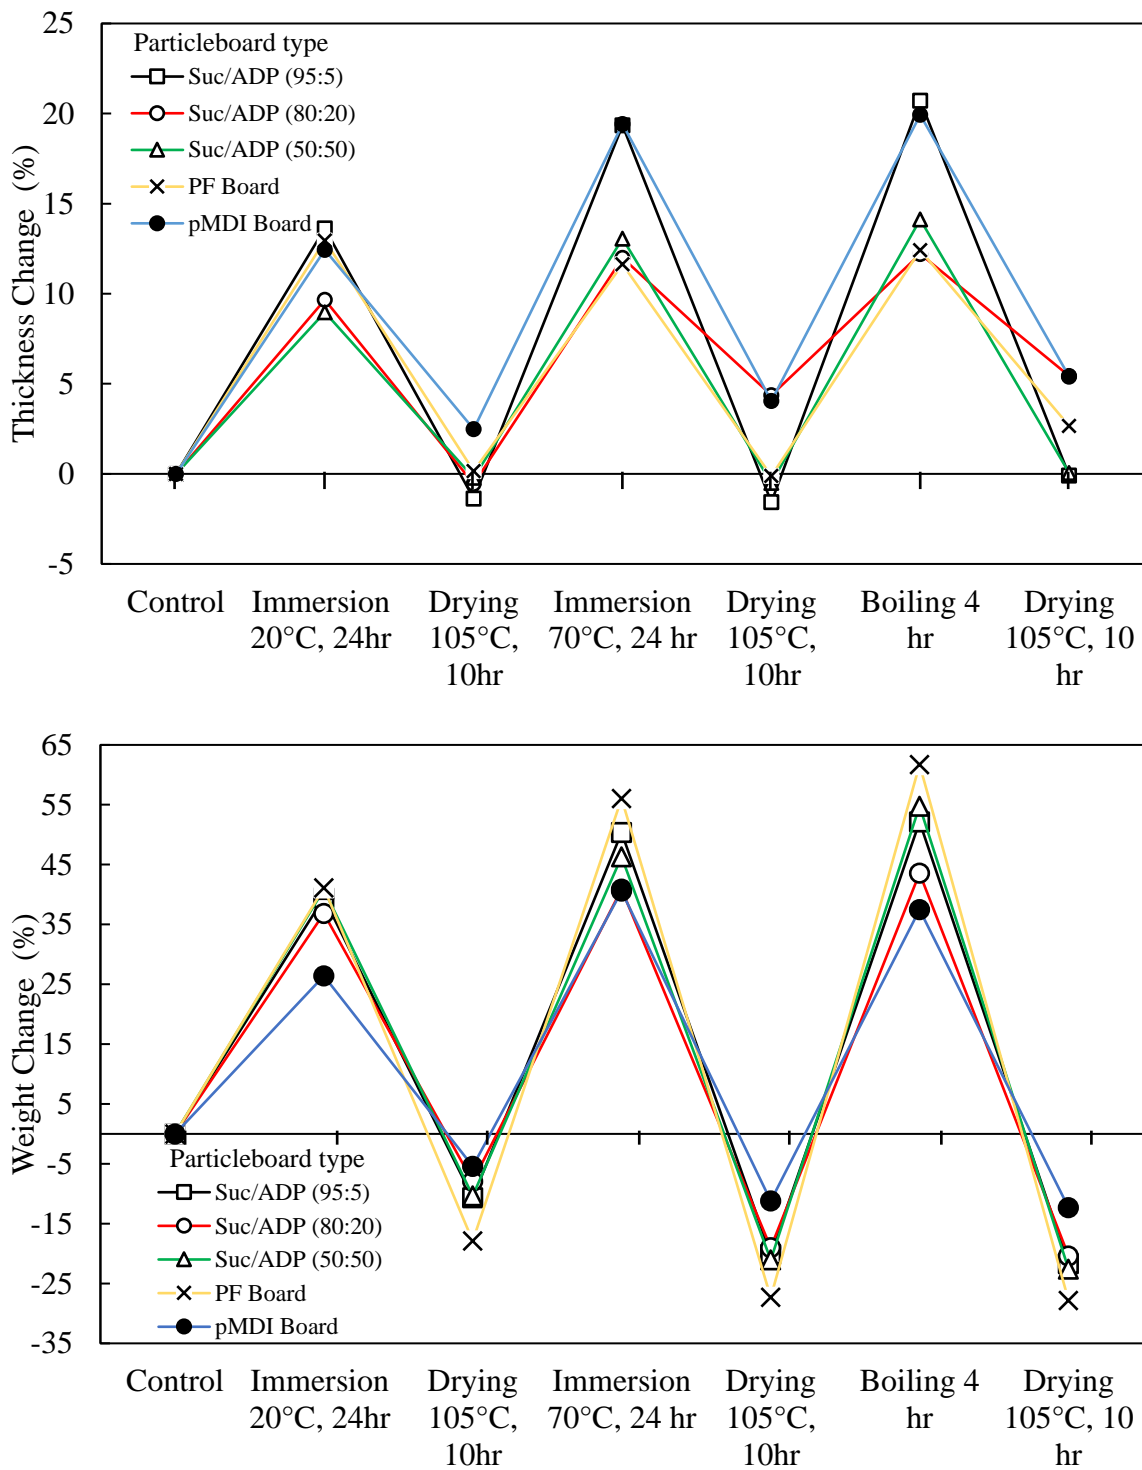 25
20
15
10
5
0
-5
Thickness Change (%)
Particleboard type
Suc/ADP (95:5)
Suc/ADP (80:20)
Suc/ADP (50:50)
PF Board
pMDI Board
Control
Immersion
20°C, 24hr
Drying
105°C,
10hr
Immersion
70°C, 24 hr
Drying
105°C,
10hr
Boiling 4
hr
Drying
105°C, 10
hr
65
55
45
35
25
15
5
-5
-15
-25
-35
Weight Change (%)
Particleboard type
Suc/ADP (95:5)
Suc/ADP (80:20)
Suc/ADP (50:50)
PF Board
pMDI Board
Control
Immersion
20°C, 24hr
Drying
105°C,
10hr
Immersion
70°C, 24 hr
Drying
105°C,
10hr
Boiling 4
hr
Drying
105°C, 10
hr